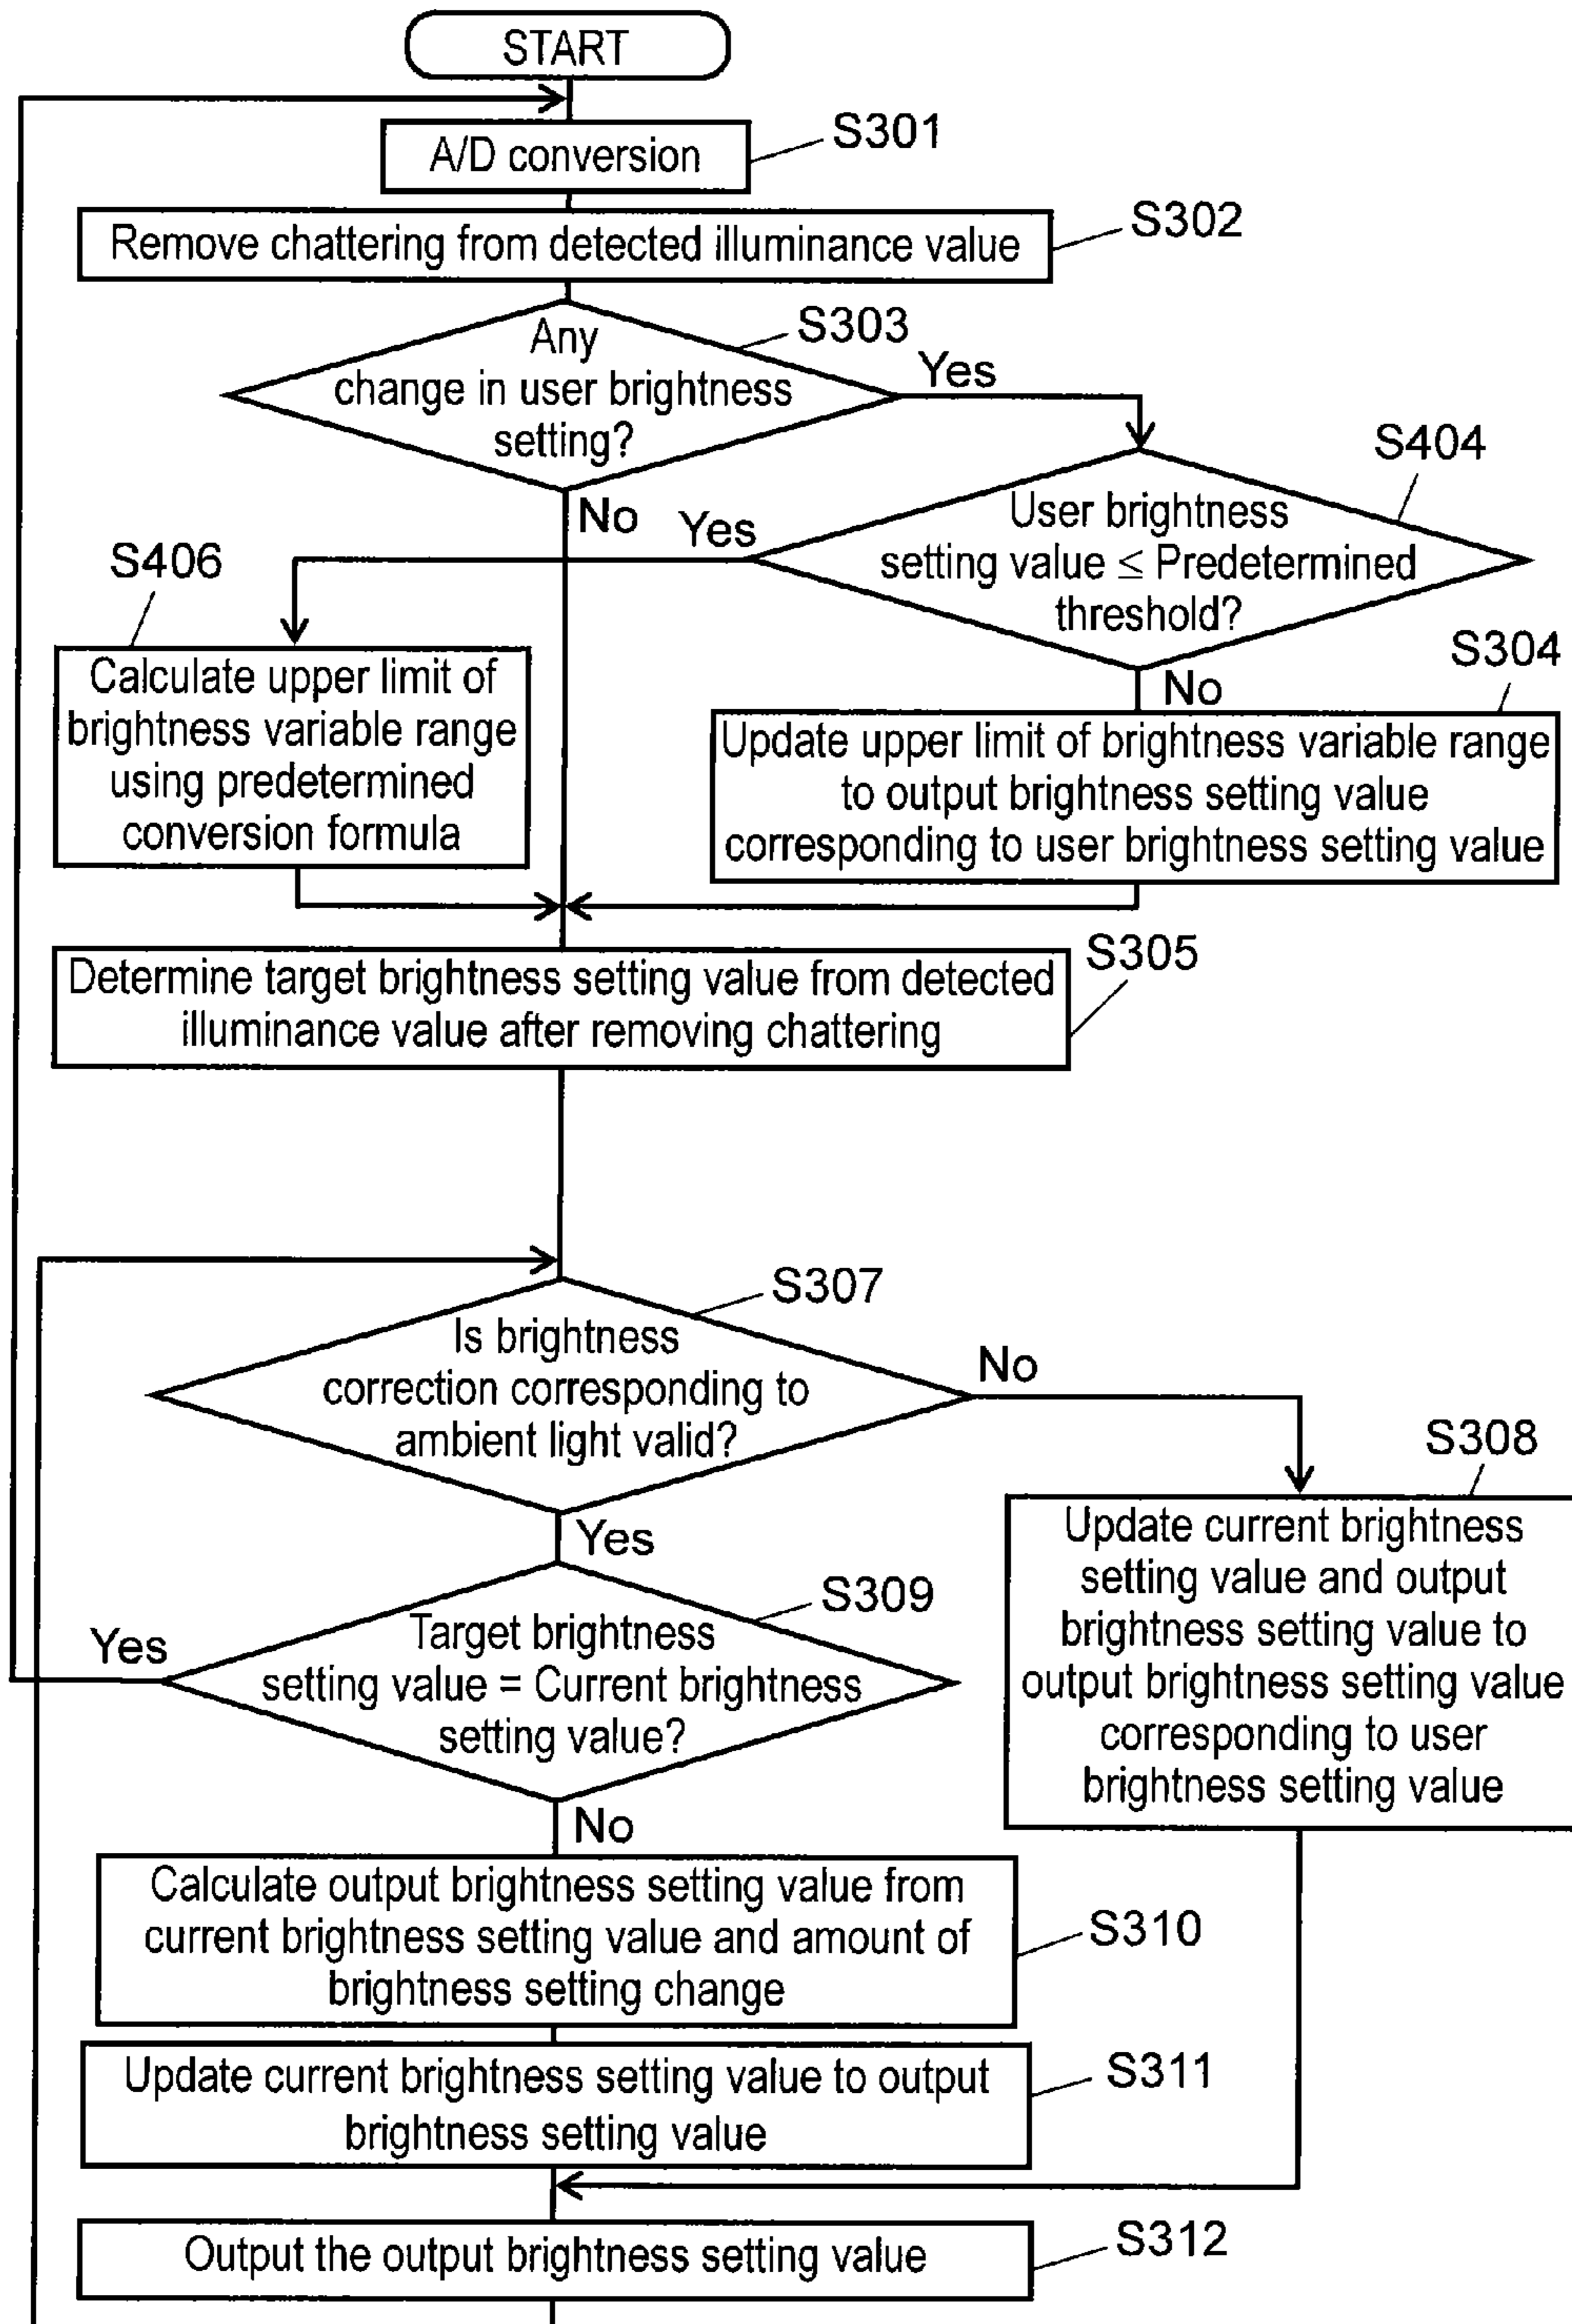 START
A/D conversion
S301
Remove chattering from detected illuminance value
S302
Any
change in user brightness
setting?
S303
Yes
No
User brightness
setting value ≤ Predetermined
threshold?
S404
Yes
No
S406
Calculate upper limit of
brightness variable range
using predetermined
conversion formula
S304
Update upper limit of brightness variable range
to output brightness setting value
corresponding to user brightness setting value
Determine target brightness setting value from detected
illuminance value after removing chattering
S305
Is brightness
correction corresponding to
ambient light valid?
S307
No
Yes
S308
Update current brightness
setting value and output
brightness setting value to
output brightness setting value
corresponding to user
brightness setting value
Target brightness
setting value = Current brightness
setting value?
S309
Yes
No
Calculate output brightness setting value from
current brightness setting value and amount of
brightness setting change
S310
Update current brightness setting value to output
brightness setting value
S311
Output the output brightness setting value
S312